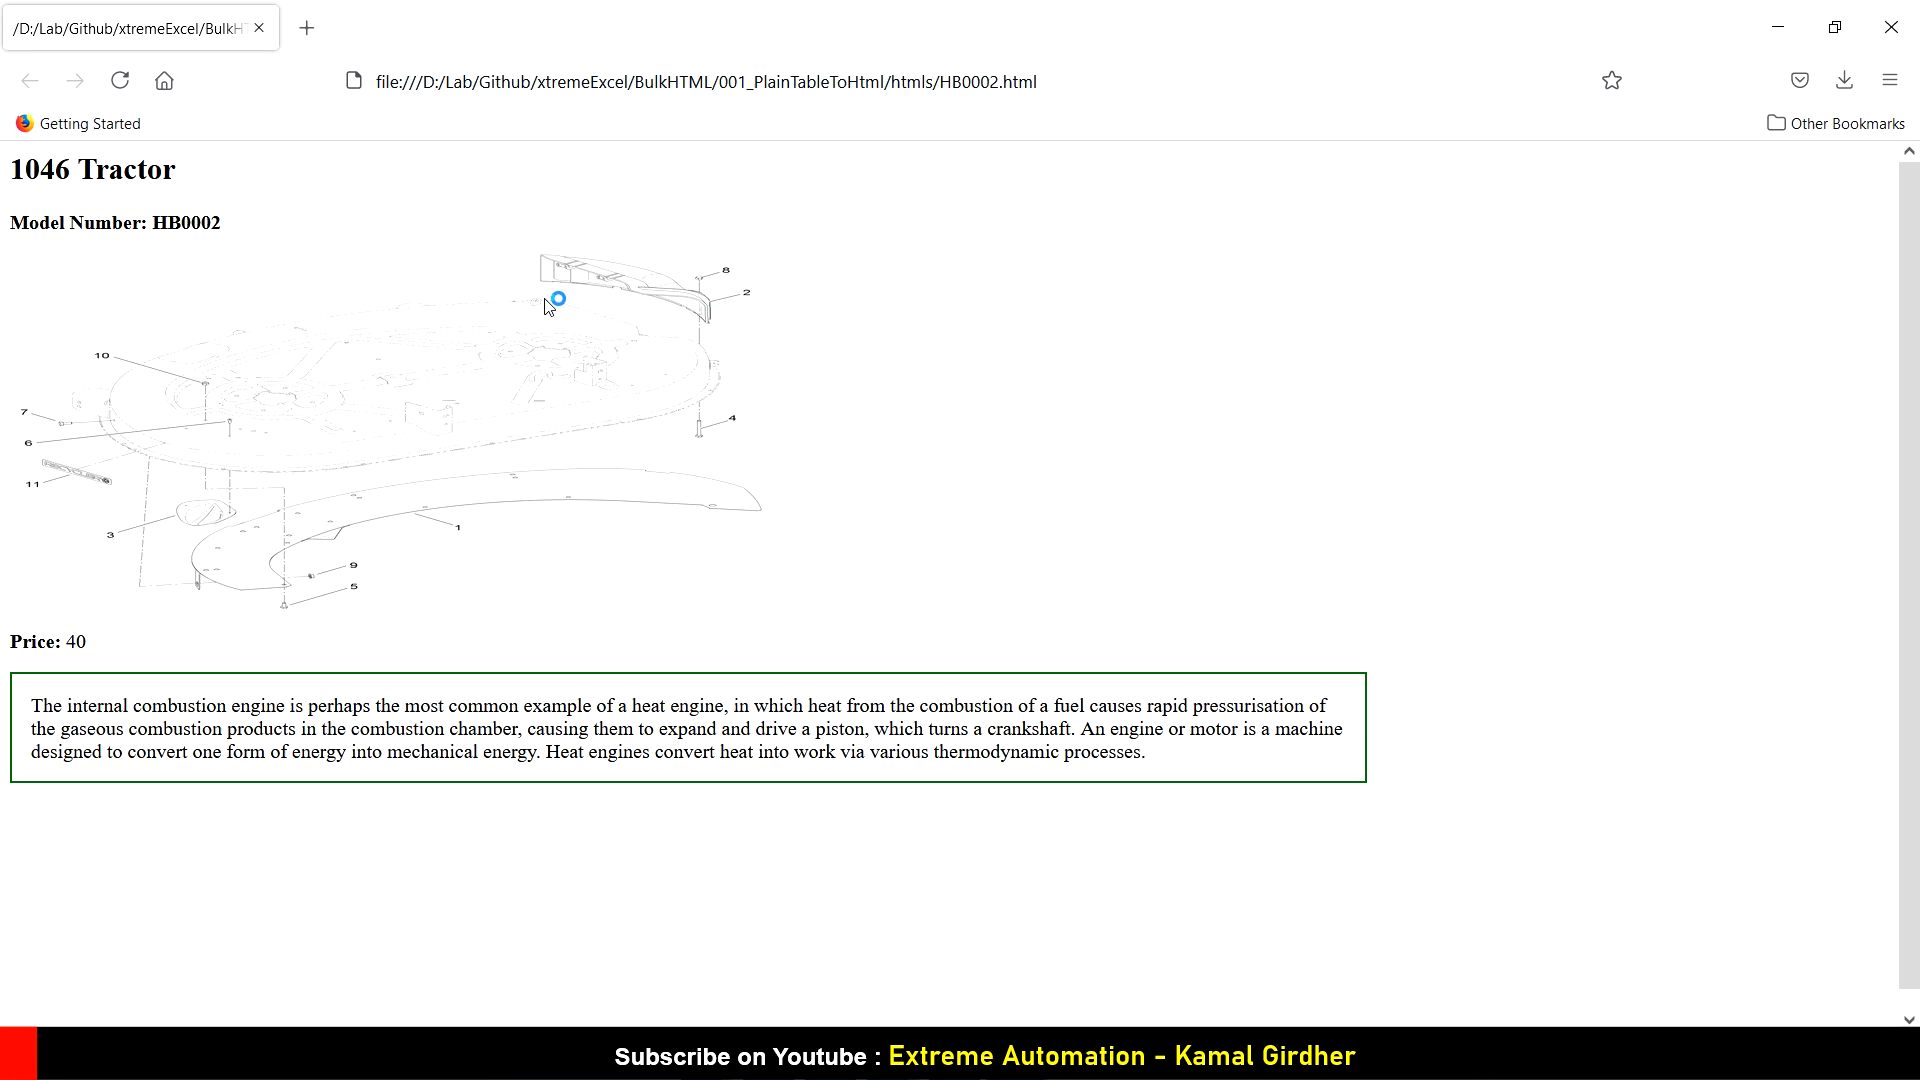 /D:/Lab/Github/xtremeExcel/BulkH
file:///D:/Lab/Github/xtremeExcel/BulkHTML/001_PlainTableToHtml/htmls/HB0002.html
Getting Started
Other Bookmarks
1046 Tractor
Model Number: HB0002
8
2
10
7
4
6
11
3
1
9
5
Price: 40
The internal combustion engine is perhaps the most common example of a heat engine, in which heat from the combustion of a fuel causes rapid pressurisation of
the gaseous combustion products in the combustion chamber, causing them to expand and drive a piston, which turns a crankshaft. An engine or motor is a machine
designed to convert one form of energy into mechanical energy. Heat engines convert heat into work via various thermodynamic processes.
Subscribe on Youtube : Extreme Automation - Kamal Girdher